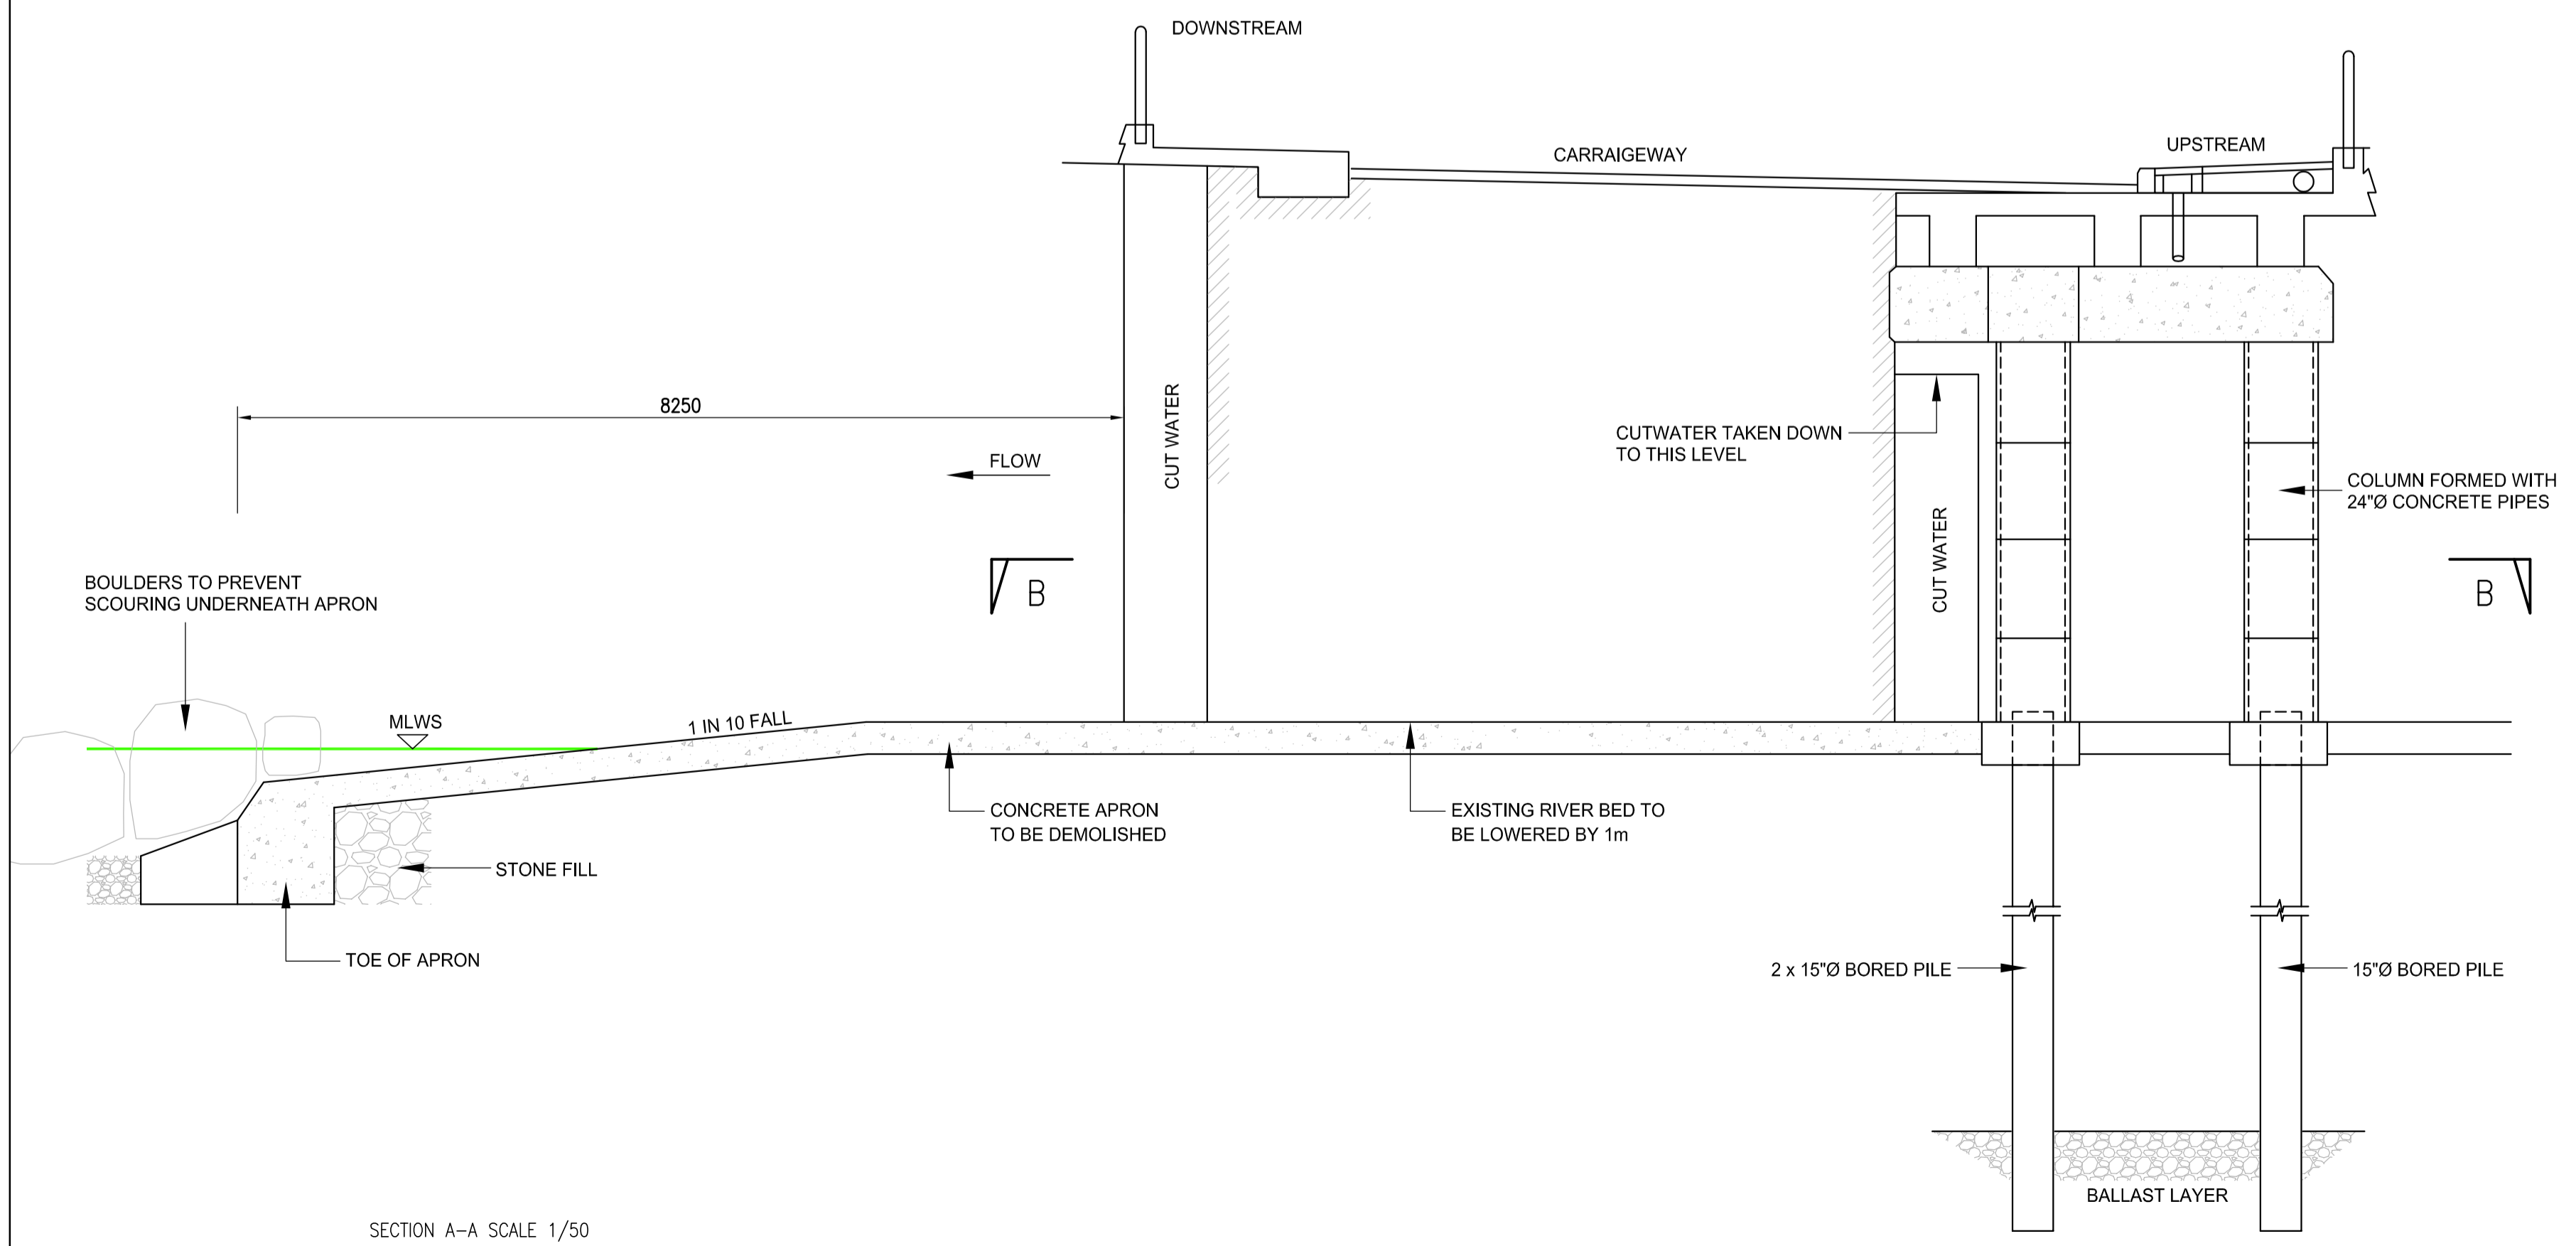 DOWNSTREAM
CARRAIGEWAY
UPSTREAM
8250
CUT WATER
FLOW
CUTWATER TAKEN DOWN
TO THIS LEVEL
COLUMN FORMED WITH
24"Ø CONCRETE PIPES
CUT WATER
B
B
BOULDERS TO PREVENT
SCOURING UNDERNEATH APRON
MLWS
1 IN 10 FALL
CONCRETE APRON
TO BE DEMOLISHED
EXISTING RIVER BED TO
BE LOWERED BY 1m
STONE FILL
TOE OF APRON
2 x 15"Ø BORED PILE
15"Ø BORED PILE
BALLAST LAYER
SECTION A-A SCALE 1/50